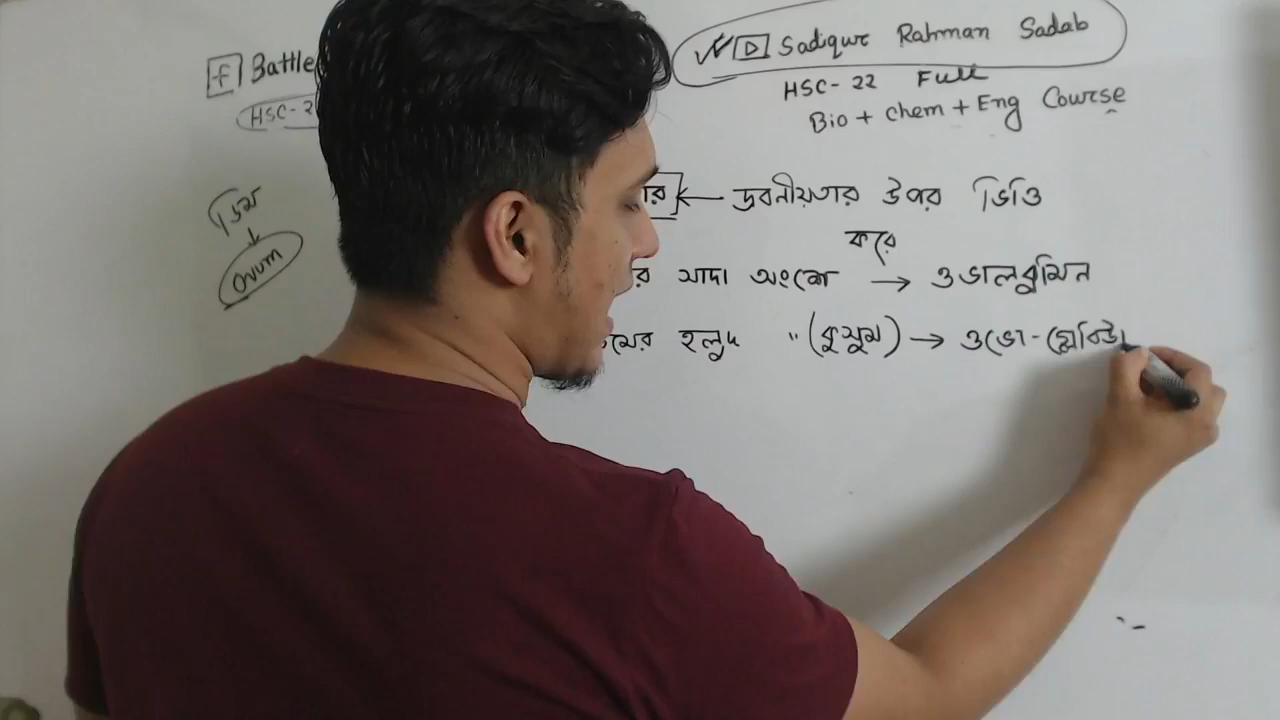 f Battle
Sadiqur Rahman Sadab
HSC-2
HSC-22 Full
Bio + chem + Eng Course
ডিম
ovum
ার ← দ্রবনীয়তার উপর ভিত্তি
করে
র সাদা অংশে → ওভালবুমিন
মের হলুদ " (কুসুম) → ওভো-গ্লোবিউ